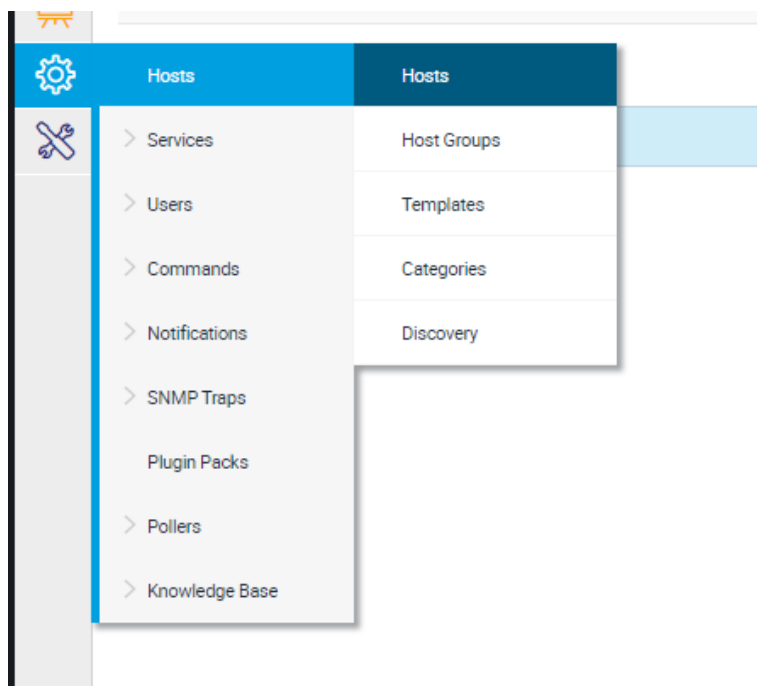 Hosts
Services
Users
Commands
Notifications
SNMP Traps
Plugin Packs
Pollers
Knowledge Base
Hosts
Host Groups
Templates
Categories
Discovery